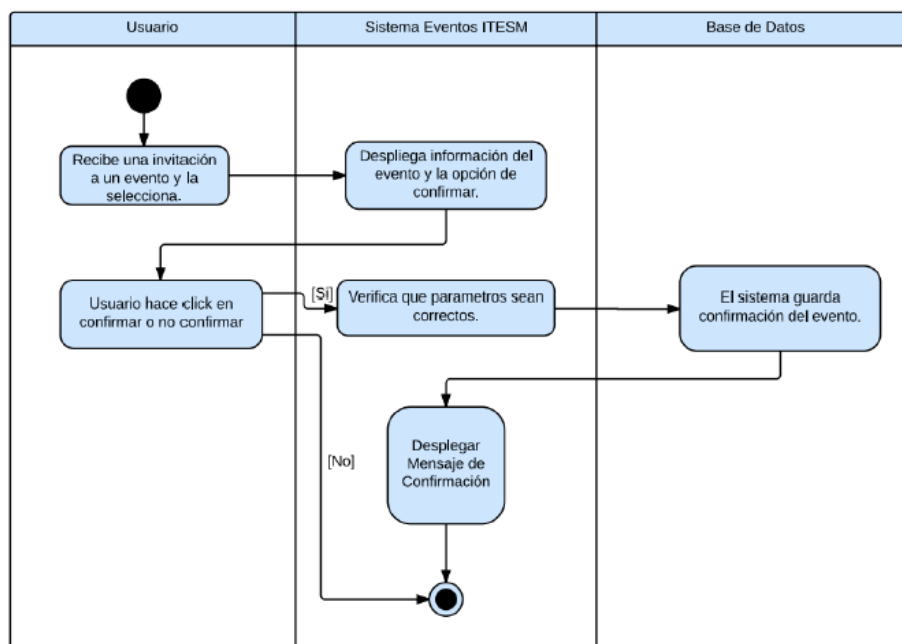 Usuario
Sistema Eventos ITESM
Base de Datos
Recibe una invitación
a un evento y la
selecciona.
Despliega información del
evento y la opción de
confirmar.
Usuario hace click en
confirmar o no confirmar
[Sí]
Verifica que parametros sean
correctos.
El sistema guarda
confirmación del evento.
[No]
Desplegar
Mensaje de
Confirmación